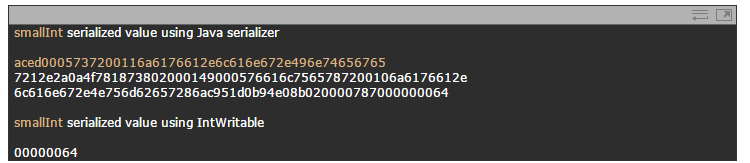 smallInt serialized value using Java serializer
aced0005737200116a6176612e6c616e672e496e74656765
7212e2a0a4f781873802000149000576616c7565787200106a6176612e
6c616e672e4e756d62657286ac951d0b94e08b020000787000000064
smallInt serialized value using IntWritable
00000064